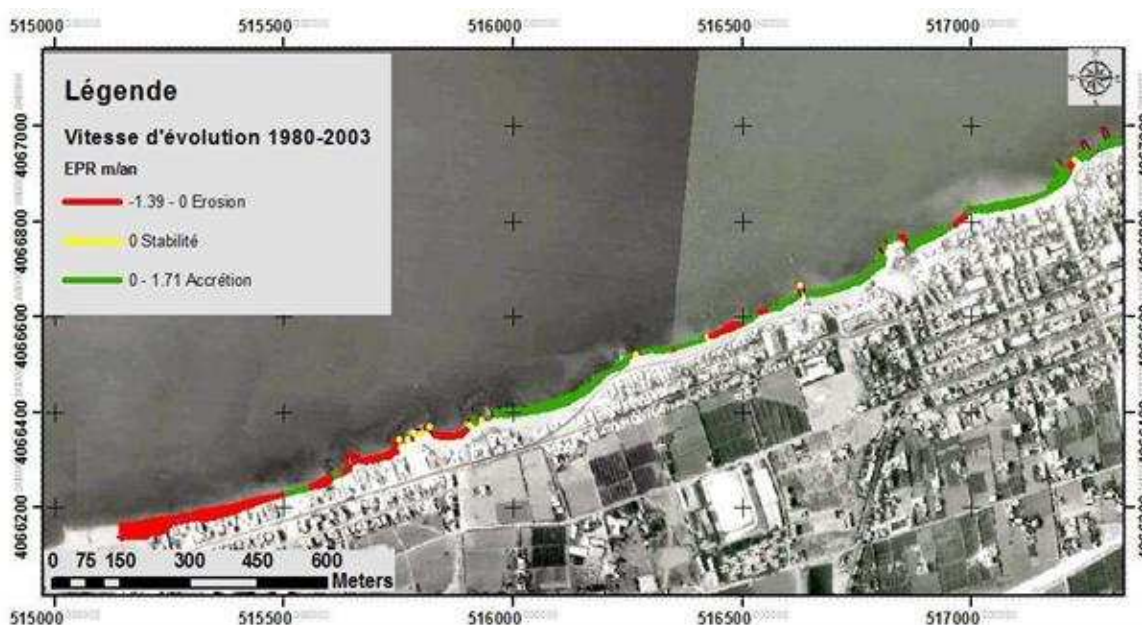 515000 515500 516000 516500 517000
Légende
Vitesse d'évolution 1980-2003
EPR m/an
-1.39 - 0 Erosion
0 Stabilité
0 - 1.71 Accrétion
4067000
4066800
4066600
4066400
4066200
0 75 150 300 450 600
Meters
515000 515500 516000 516500 517000